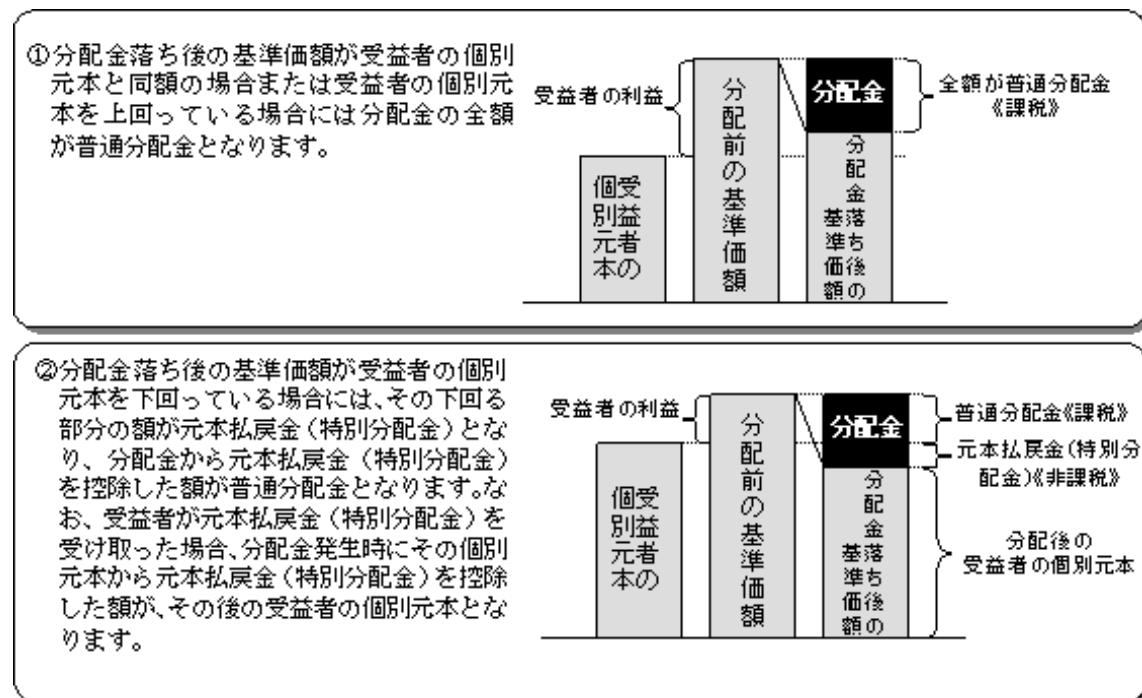 ①分配金落ち後の基準価額が受益者の個別
元本と同額の場合または受益者の個別元
本を上回っている場合には分配金の全額
が普通分配金となります。
受益者の利益
個別元本
受益者の
分配前の基準価額
分配金
分配金落ち後の
基準価額
全額が普通分配金
《課税》
②分配金落ち後の基準価額が受益者の個別
元本を下回っている場合には、その下回る
部分の額が元本払戻金（特別分配金）とな
り、分配金から元本払戻金（特別分配金）
を控除した額が普通分配金となります。な
お、受益者が元本払戻金（特別分配金）を
受け取った場合、分配金発生時にその個別
元本から元本払戻金（特別分配金）を控除
した額が、その後の受益者の個別元本とな
ります。
受益者の利益
受益者の
個別元本
分配前の基準価額
分配金
分配金落ち後の
基準価額
普通分配金《課税》
元本払戻金(特別分
配金)《非課税》
分配後の
受益者の個別元本